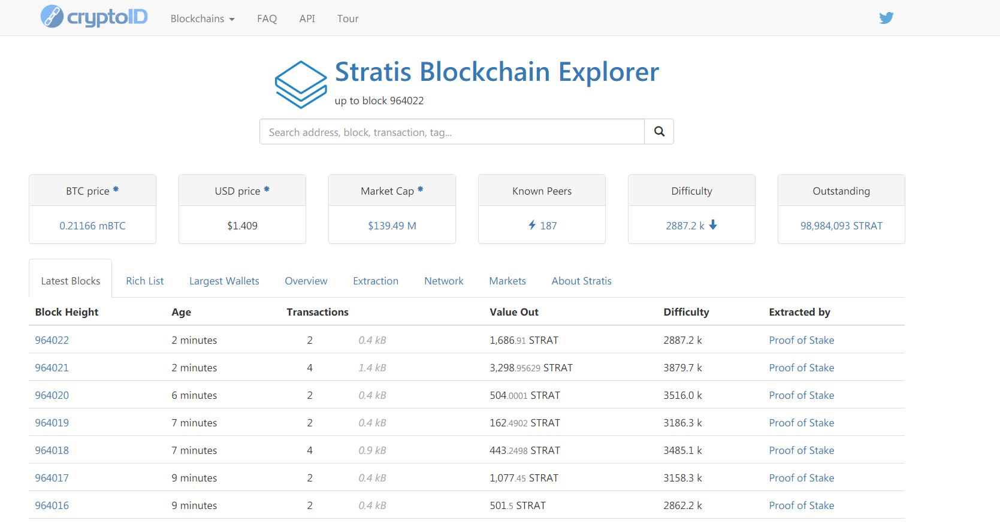 cryptoID Blockchains FAQ API Tour
Stratis Blockchain Explorer
up to block 964022
Search address, block, transaction, tag...
BTC price * USD price * Market Cap * Known Peers Difficulty Outstanding
0.21166 mBTC $1.409 $139.49 M 187 2887.2 k 98,984,093 STRAT
Latest Blocks Rich List Largest Wallets Overview Extraction Network Markets About Stratis
Block Height Age Transactions Value Out Difficulty Extracted by
964022 2 minutes 2 0.4 kB 1,686.91 STRAT 2887.2 k Proof of Stake
964021 2 minutes 4 1.4 kB 3,298.95629 STRAT 3879.7 k Proof of Stake
964020 6 minutes 2 0.4 kB 504.0001 STRAT 3516.0 k Proof of Stake
964019 7 minutes 2 0.4 kB 162.4902 STRAT 3186.3 k Proof of Stake
964018 7 minutes 4 0.9 kB 443.2498 STRAT 3485.1 k Proof of Stake
964017 9 minutes 2 0.4 kB 1,077.45 STRAT 3158.3 k Proof of Stake
964016 9 minutes 2 0.4 kB 501.5 STRAT 2862.2 k Proof of Stake